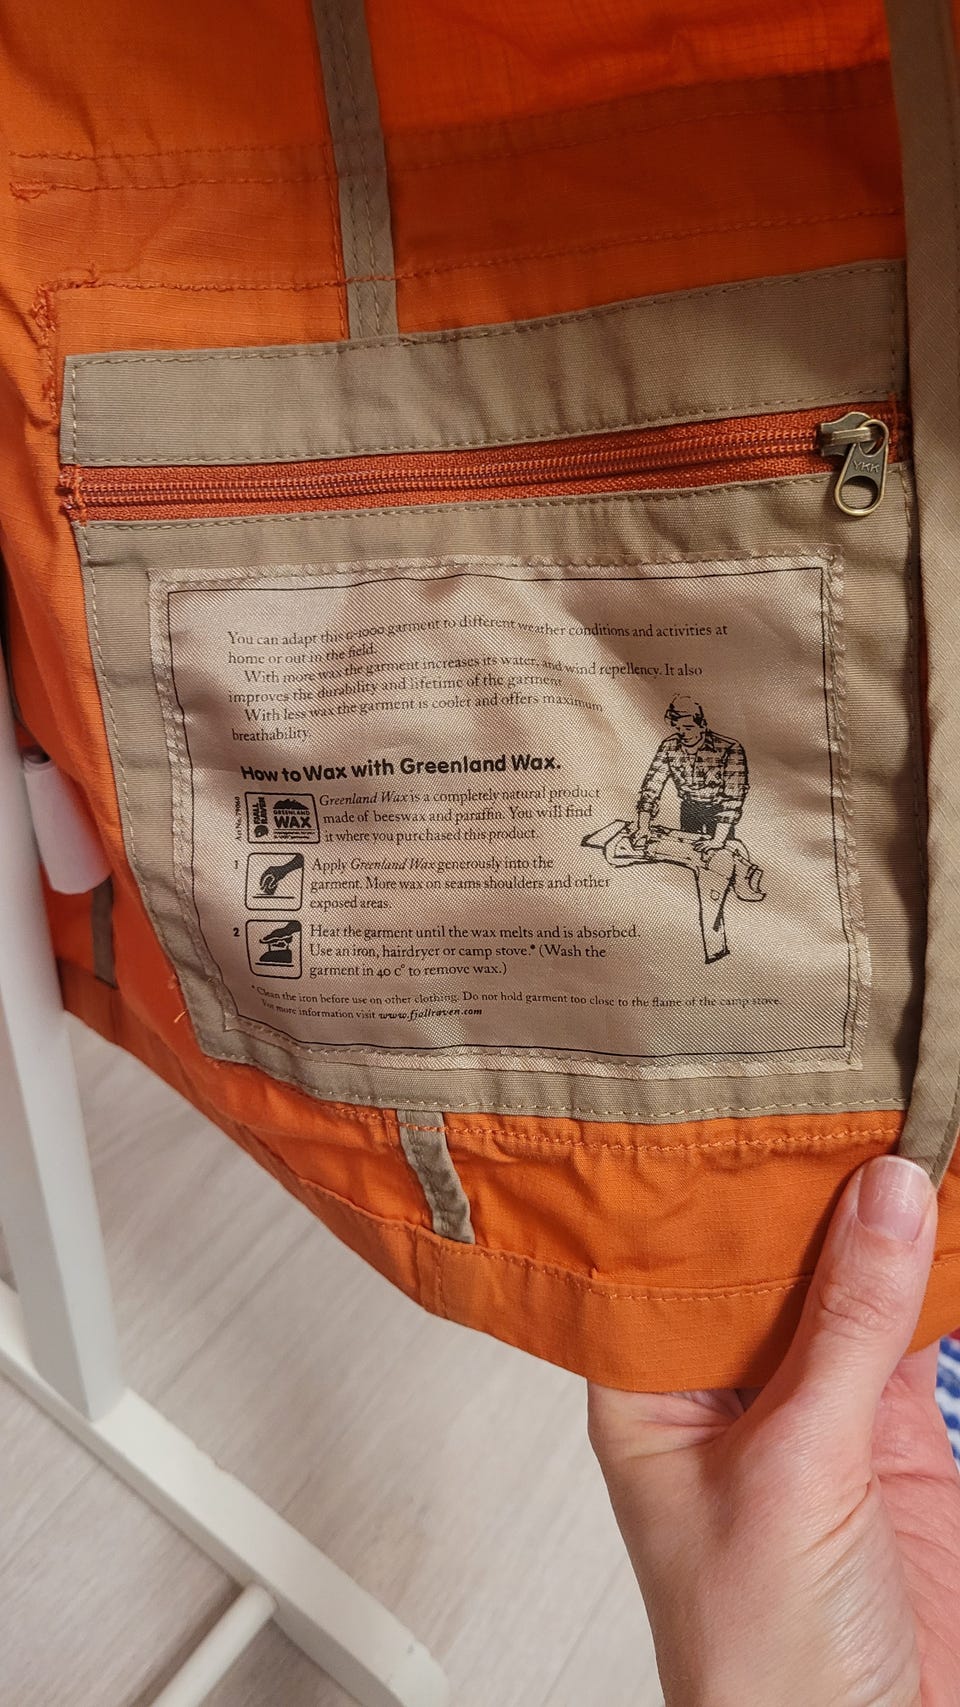 YKK
You can adapt this G-1000 garment to different weather conditions and activities at
home or out in the field.
With more wax the garment increases its water, and wind repellency. It also
improves the durability and lifetime of the garment.
With less wax the garment is cooler and offers maximum
breathability.
How to Wax with Greenland Wax.
Art No. 79060
FJÄLL
RÄVEN
GREENLAND
WAX
Greenland Wax is a completely natural product
made of beeswax and paraffin. You will find
it where you purchased this product.
1
Apply Greenland Wax generously into the
garment. More wax on seams shoulders and other
exposed areas.
2
Heat the garment until the wax melts and is absorbed.
Use an iron, hairdryer or camp stove.* (Wash the
garment in 40 c° to remove wax.)
*Clean the iron before use on other clothing. Do not hold garment too close to the flame of the camp stove.
For more information visit www.fjallraven.com